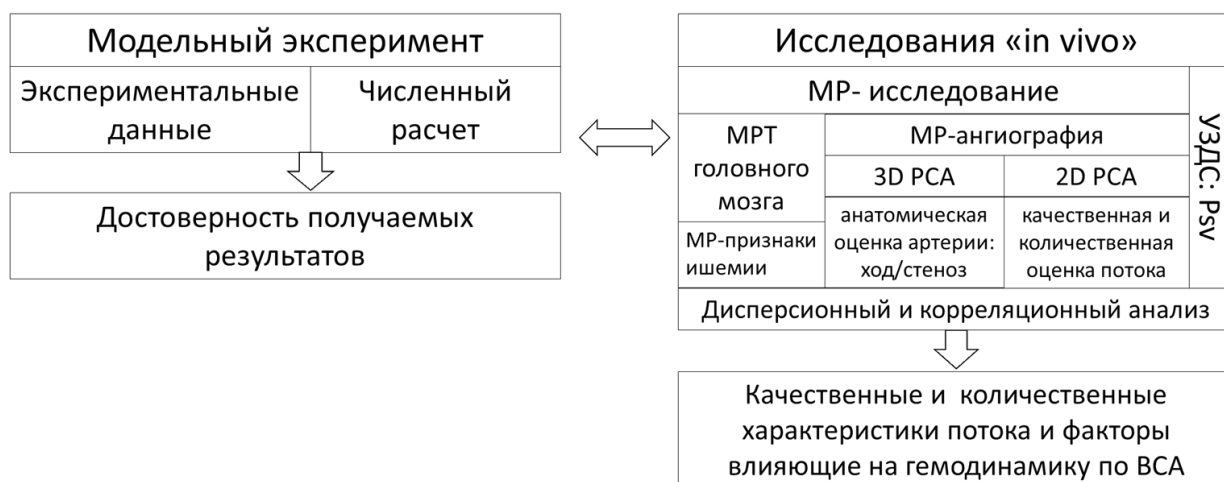 Модельный эксперимент
Экспериментальные
данные
Численный
расчет
Достоверность получаемых
результатов
Исследования «in vivo»
МР- исследование
МРТ
головного
мозга
МР-признаки
ишемии
МР-ангиография
3D PCA
анатомическая
оценка артерии:
ход/стеноз
2D PCA
качественная и
количественная
оценка потока
УЗДС: Psv
Дисперсионный и корреляционный анализ
Качественные и количественные
характеристики потока и факторы
влияющие на гемодинамику по ВСА